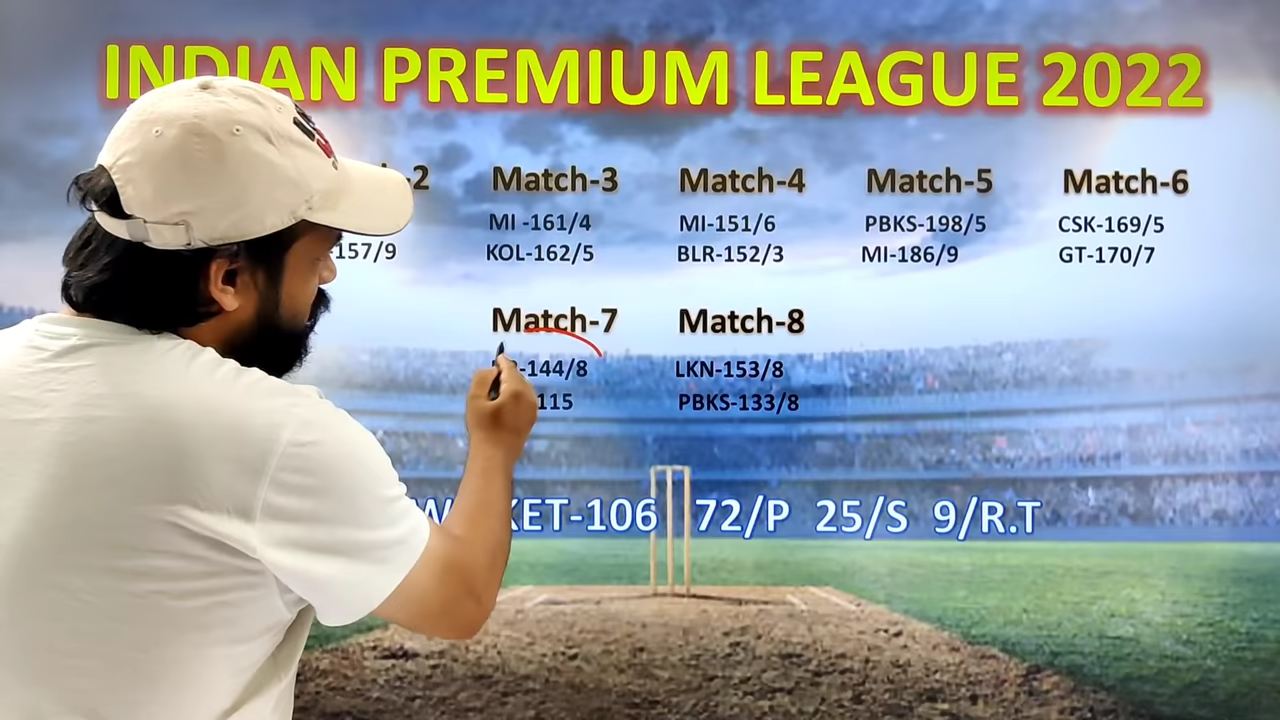 INDIAN PREMIUM LEAGUE 2022
-2 Match-3 Match-4 Match-5 Match-6
MI -161/4 MI-151/6 PBKS-198/5 CSK-169/5
157/9 KOL-162/5 BLR-152/3 MI-186/9 GT-170/7
Match-7 Match-8
-144/8 LKN-153/8
115 PBKS-133/8
KET-106 72/P 25/S 9/R.T